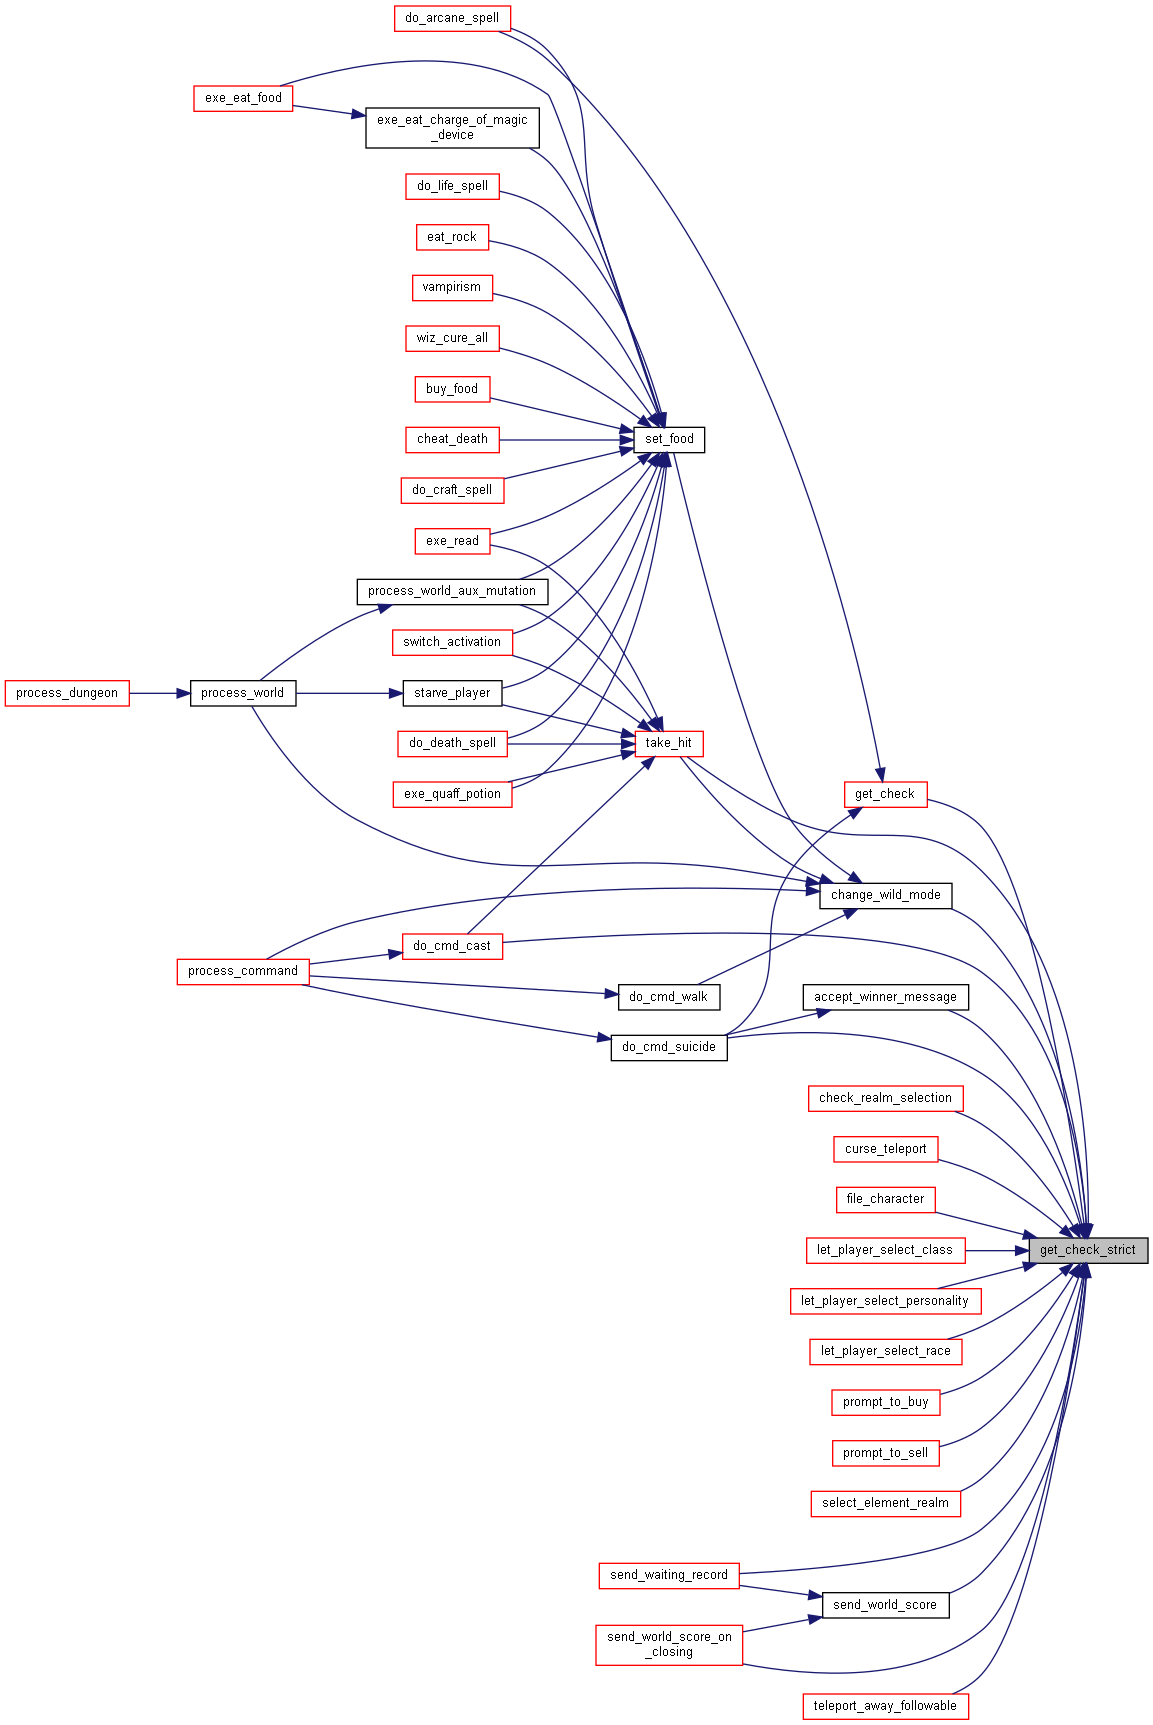 do_arcane_spell
exe_eat_food
exe_eat_charge_of_magic
_device
do_life_spell
eat_rock
vampirism
wiz_cure_all
buy_food
set_food
cheat_death
do_craft_spell
exe_read
process_world_aux_mutation
switch_activation
process_dungeon
process_world
starve_player
do_death_spell
take_hit
exe_quaff_potion
get_check
change_wild_mode
do_cmd_cast
process_command
do_cmd_walk
accept_winner_message
do_cmd_suicide
check_realm_selection
curse_teleport
file_character
let_player_select_class
get_check_strict
let_player_select_personality
let_player_select_race
prompt_to_buy
prompt_to_sell
select_element_realm
send_waiting_record
send_world_score
send_world_score_on
_closing
teleport_away_followable